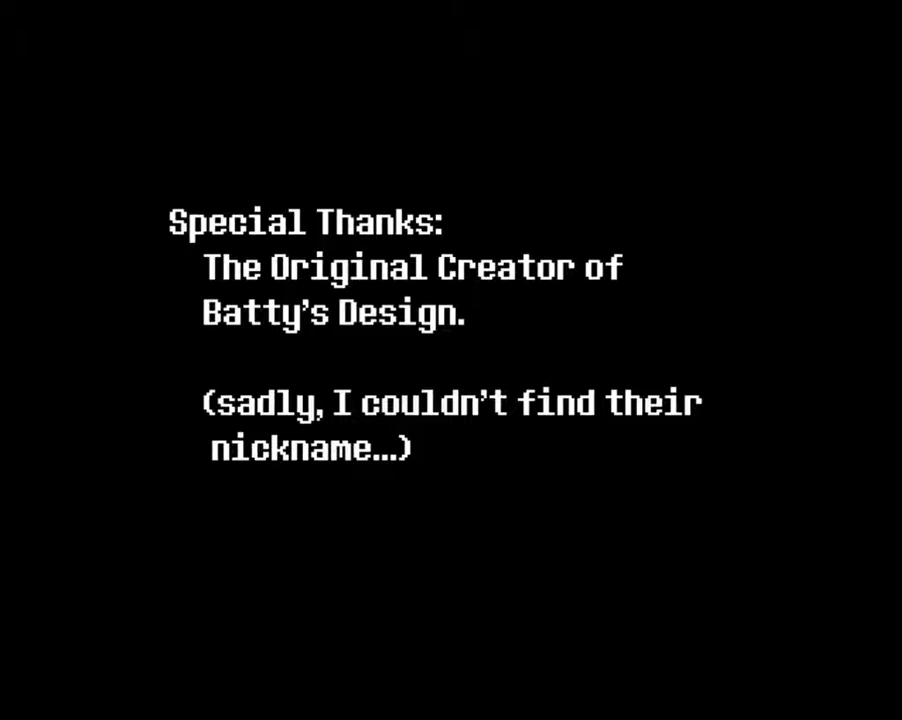 Special Thanks:
The Original Creator of
Batty's Design.
(sadly, I couldn't find their
nickname...)